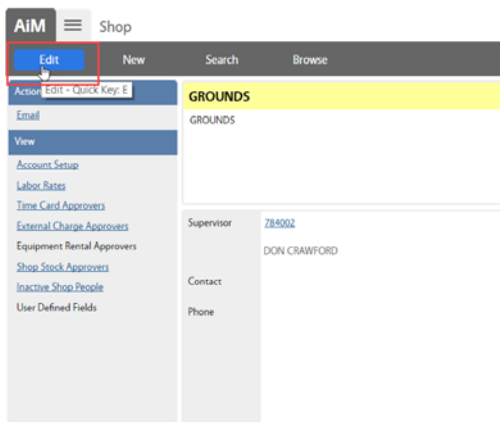 AiM Shop
Edit New Search Browse
Action
Edit - Quick Key: E
Email
View
Account Setup
Labor Rates
Time Card Approvers
External Charge Approvers
Equipment Rental Approvers
Shop Stock Approvers
Inactive Shop People
User Defined Fields
GROUNDS
GROUNDS
Supervisor 784002
DON CRAWFORD
Contact
Phone